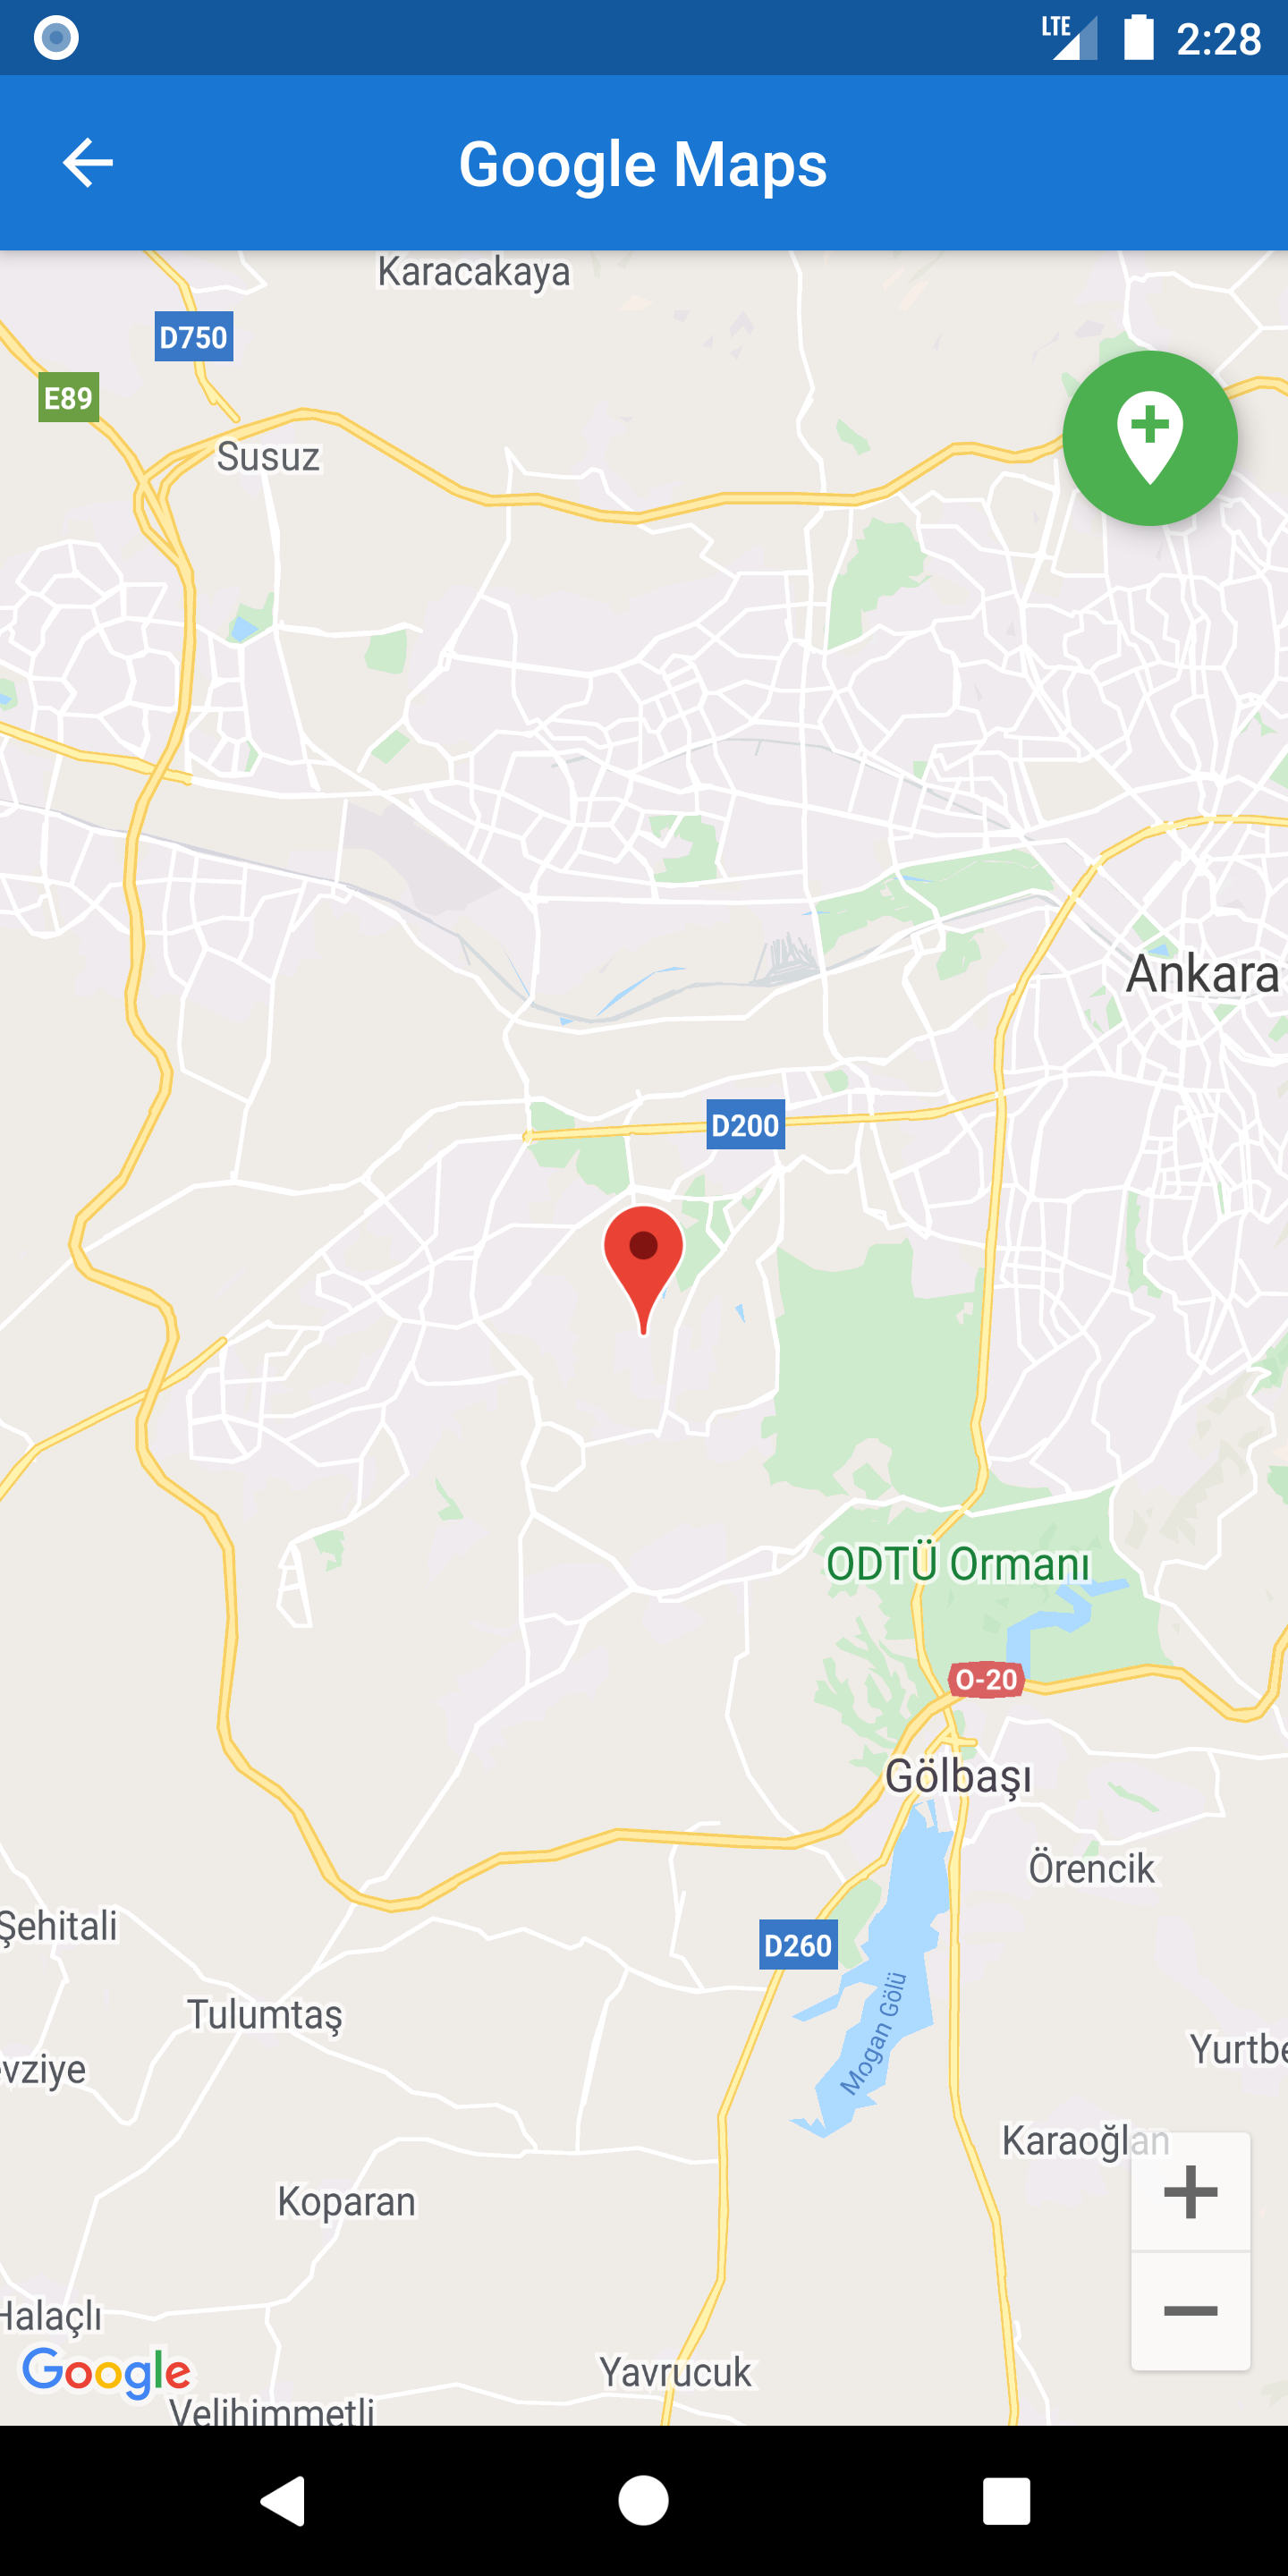 LTE 2:28
Google Maps
Karacakaya
D750
E89
Susuz
Ankara
D200
ODTÜ Ormanı
O-20
Gölbaşı
Örencik
Şehitali
D260
Mogan Gölü
Tulumtaş
evziye
Yurtbe
Karaoğlan
Koparan
Halaçlı
Google
Yavrucuk
Velihimmetli